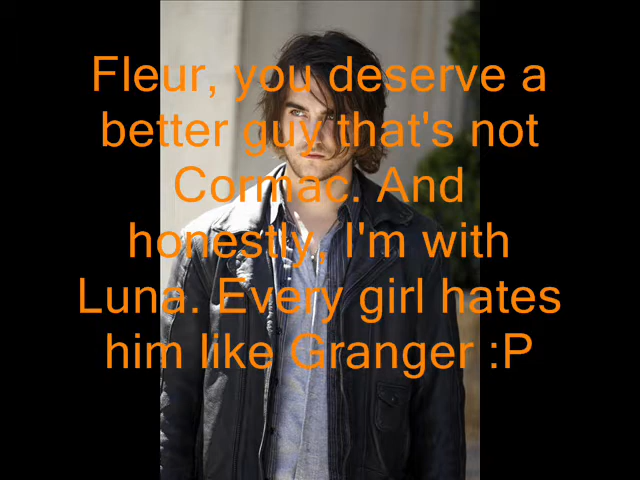 Fleur, you deserve a
better guy that's not
Cormac. And
honestly, I'm with
Luna. Every girl hates
him like Granger :P